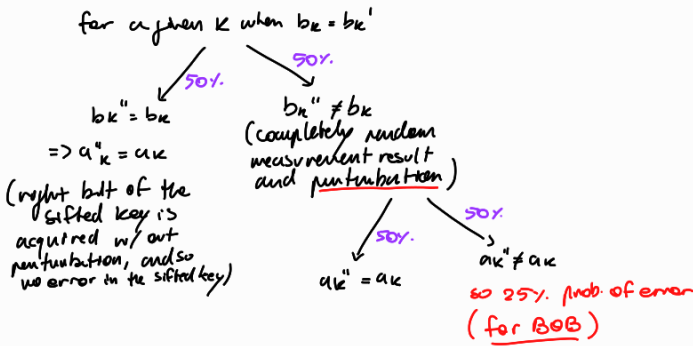 for a given K when bk = bk'
50%.
50%.
bk'' = bk
=> a''k = ak
(right bit of the
sifted key is
acquired w/out
perturbation, and so
no error in the sifted key)
bk'' ≠ bk
(completely random
measurement result
and perturbation)
50%.
50%.
ak'' = ak
ak'' ≠ ak
so 25%. prob. of error
(for BOB)